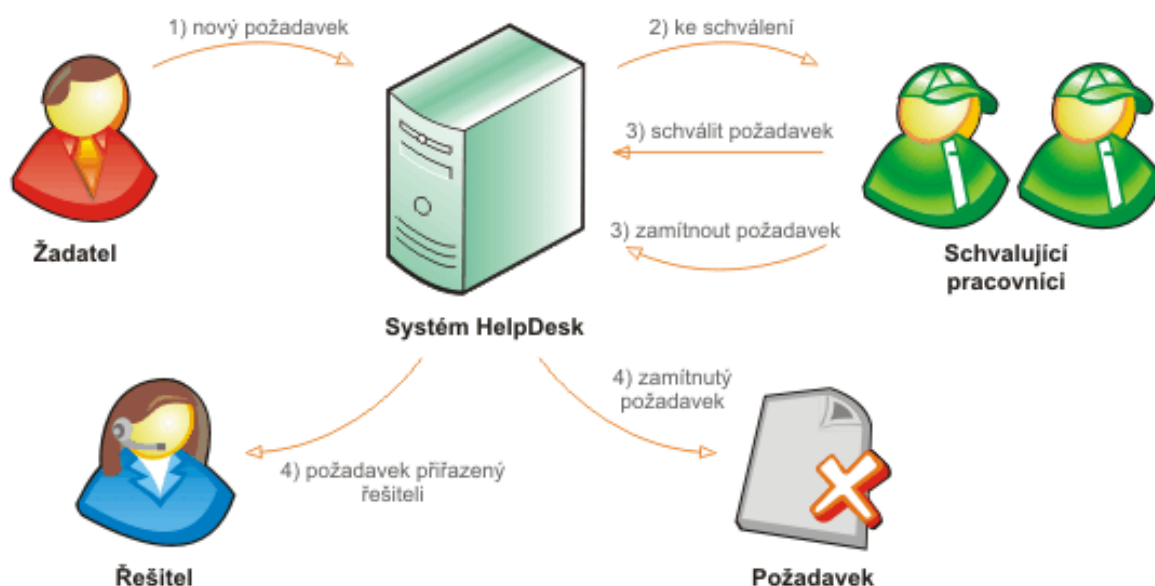 1) nový požadavek
2) ke schválení
3) schválit požadavek
3) zamítnout požadavek
Žadatel
Schvalující
pracovníci
Systém HelpDesk
4) zamítnutý
požadavek
4) požadavek přiřazený
řešiteli
Řešitel
Požadavek